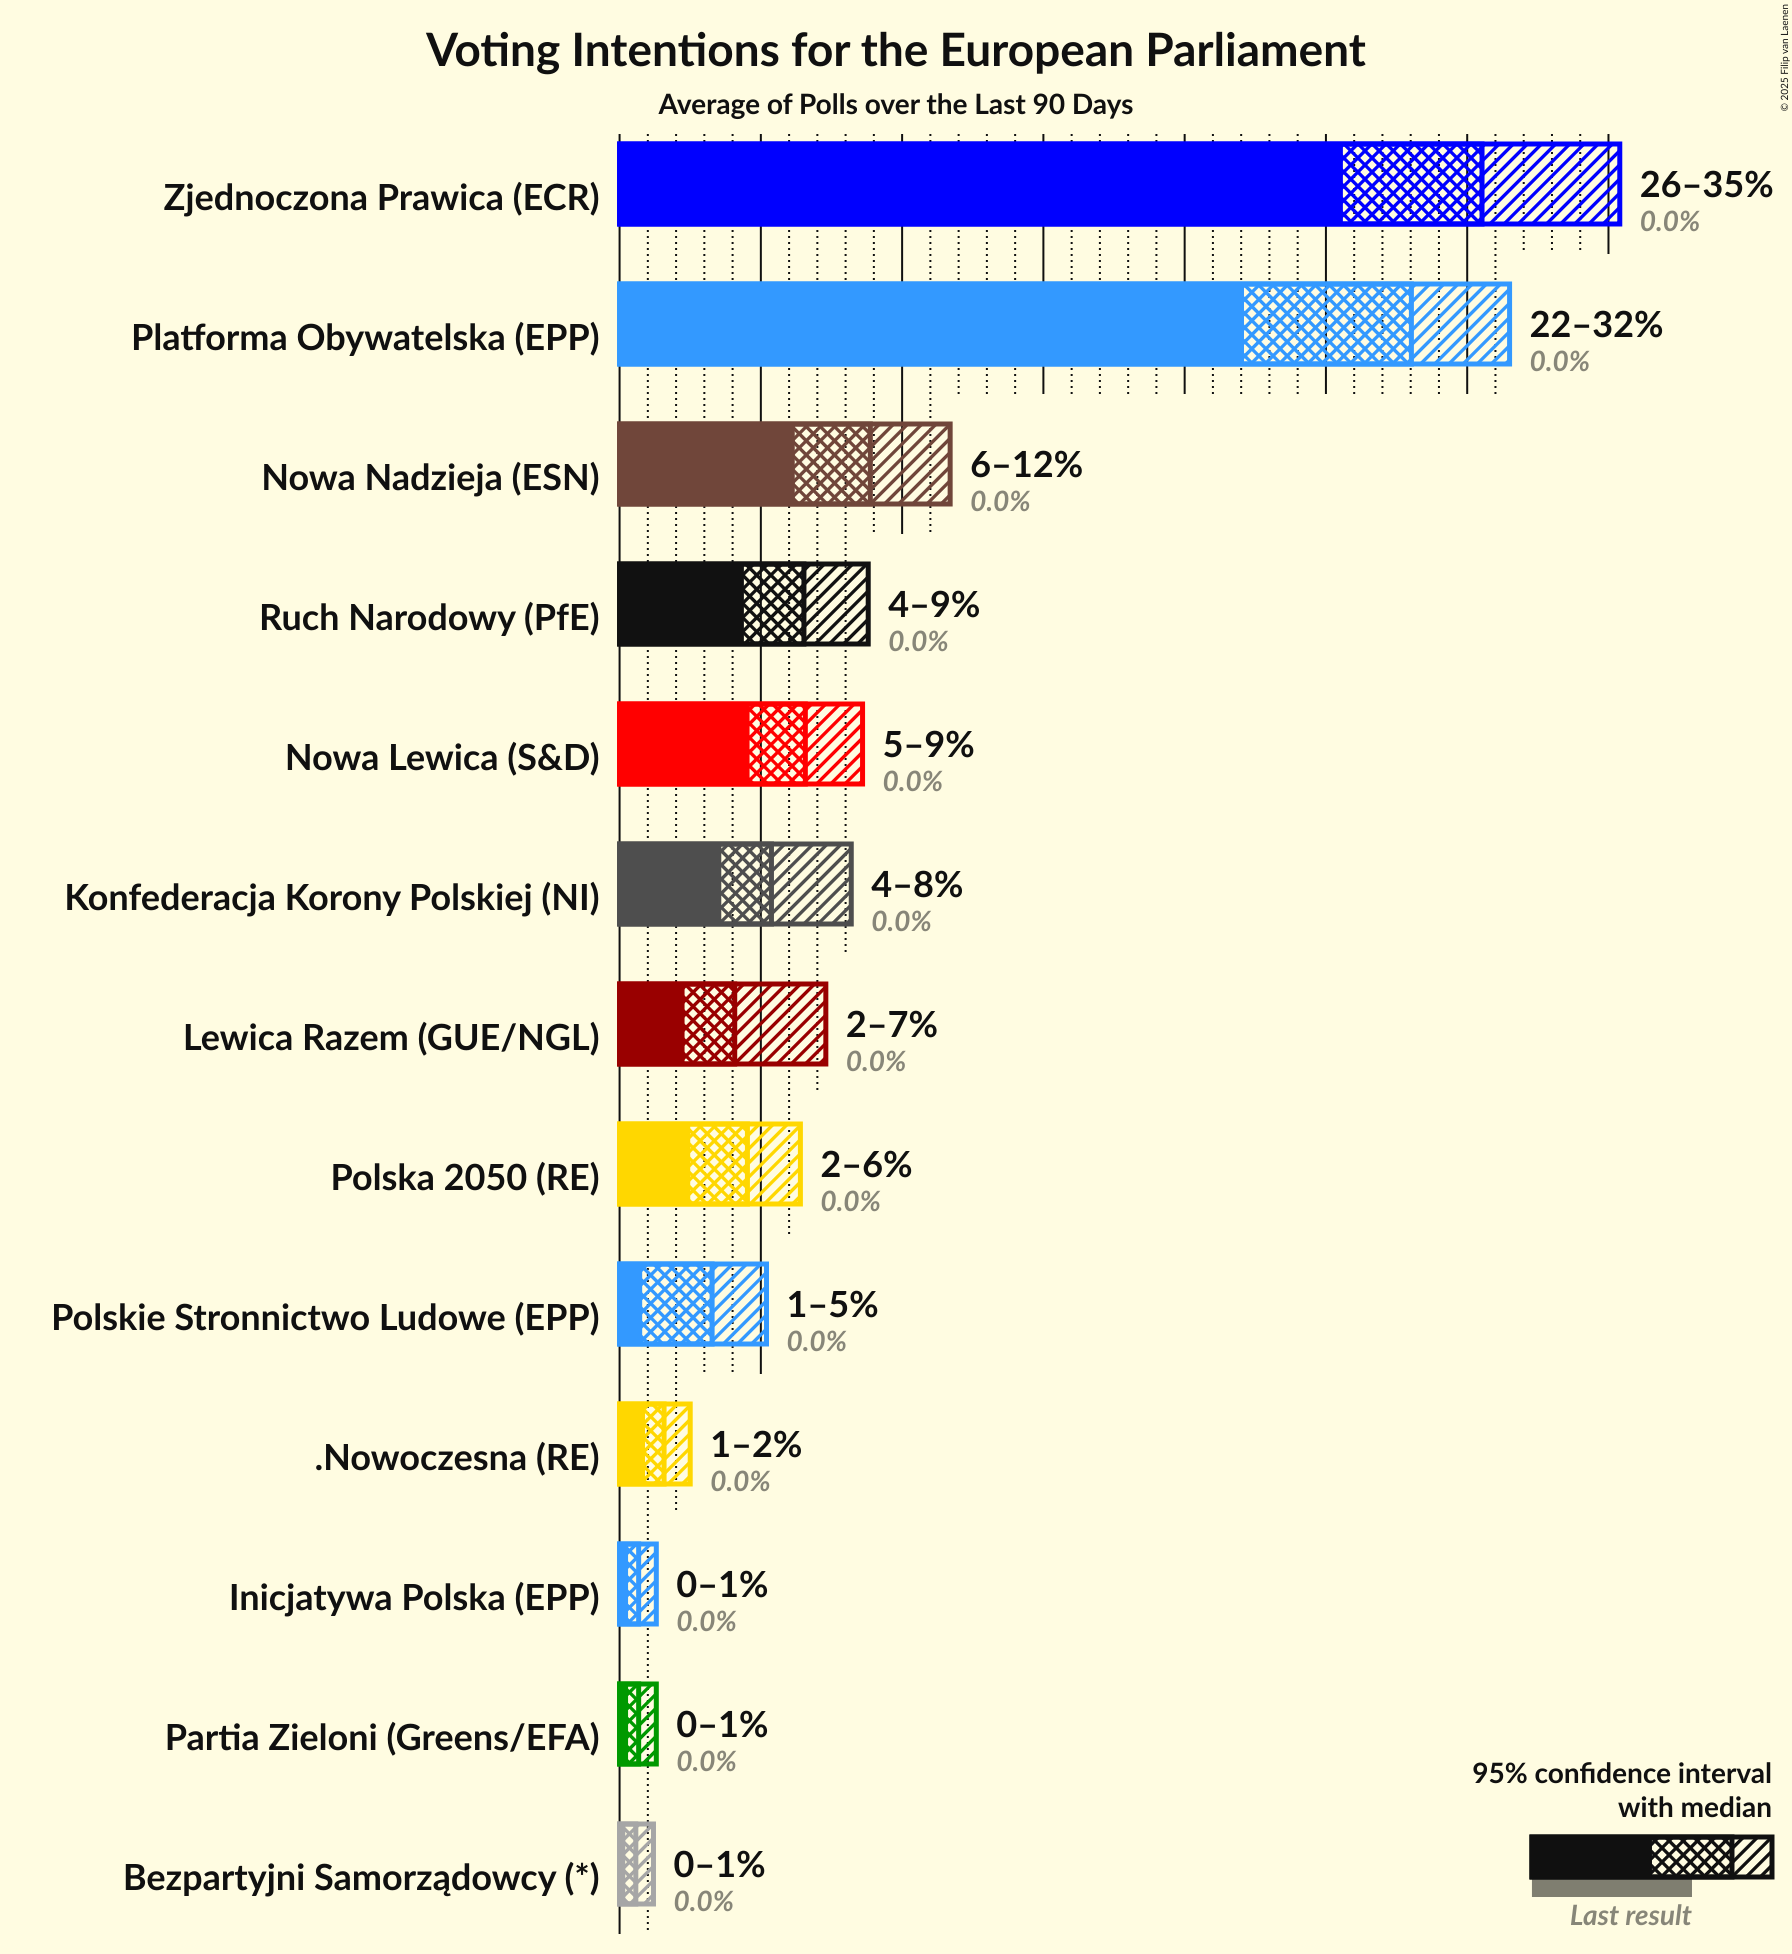 © 2025 Filip van Laenen
Voting Intentions for the European Parliament
Average of Polls over the Last 90 Days
Zjednoczona Prawica (ECR)
26–35%
0.0%
Platforma Obywatelska (EPP)
22–32%
0.0%
Nowa Nadzieja (ESN)
6–12%
0.0%
Ruch Narodowy (PfE)
4–9%
0.0%
Nowa Lewica (S&D)
5–9%
0.0%
Konfederacja Korony Polskiej (NI)
4–8%
0.0%
Lewica Razem (GUE/NGL)
2–7%
0.0%
Polska 2050 (RE)
2–6%
0.0%
Polskie Stronnictwo Ludowe (EPP)
1–5%
0.0%
.Nowoczesna (RE)
1–2%
0.0%
Inicjatywa Polska (EPP)
0–1%
0.0%
Partia Zieloni (Greens/EFA)
0–1%
0.0%
Bezpartyjni Samorządowcy (*)
0–1%
0.0%
95% confidence interval
with median
Last result